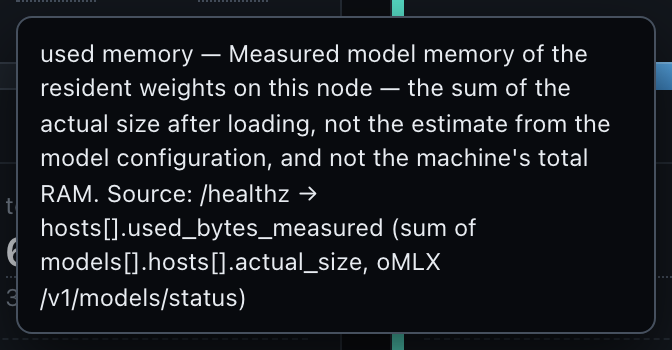 used memory — Measured model memory of the
resident weights on this node — the sum of the
actual size after loading, not the estimate from the
model configuration, and not the machine's total
RAM. Source: /healthz →
hosts[].used_bytes_measured (sum of
models[].hosts[].actual_size, oMLX
/v1/models/status)